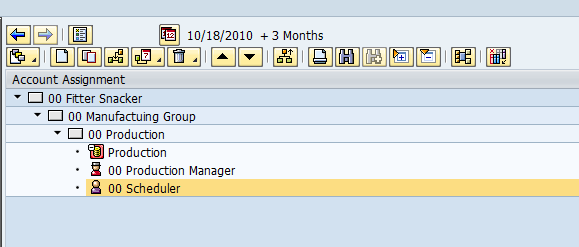 10/18/2010 + 3 Months
Account Assignment
00 Fitter Snacker
00 Manufactuing Group
00 Production
Production
00 Production Manager
00 Scheduler